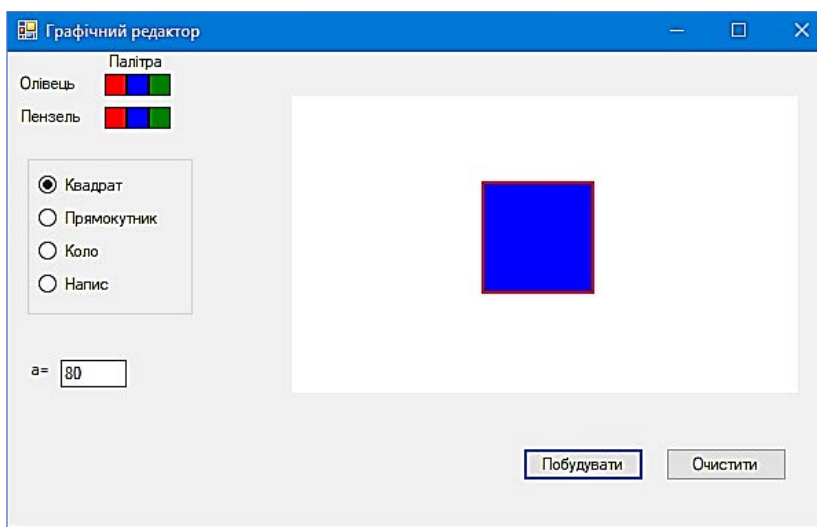 Графічний редактор
Палітра
Олівець
Пензель
Квадрат
Прямокутник
Коло
Напис
a= 80
Побудувати Очистити